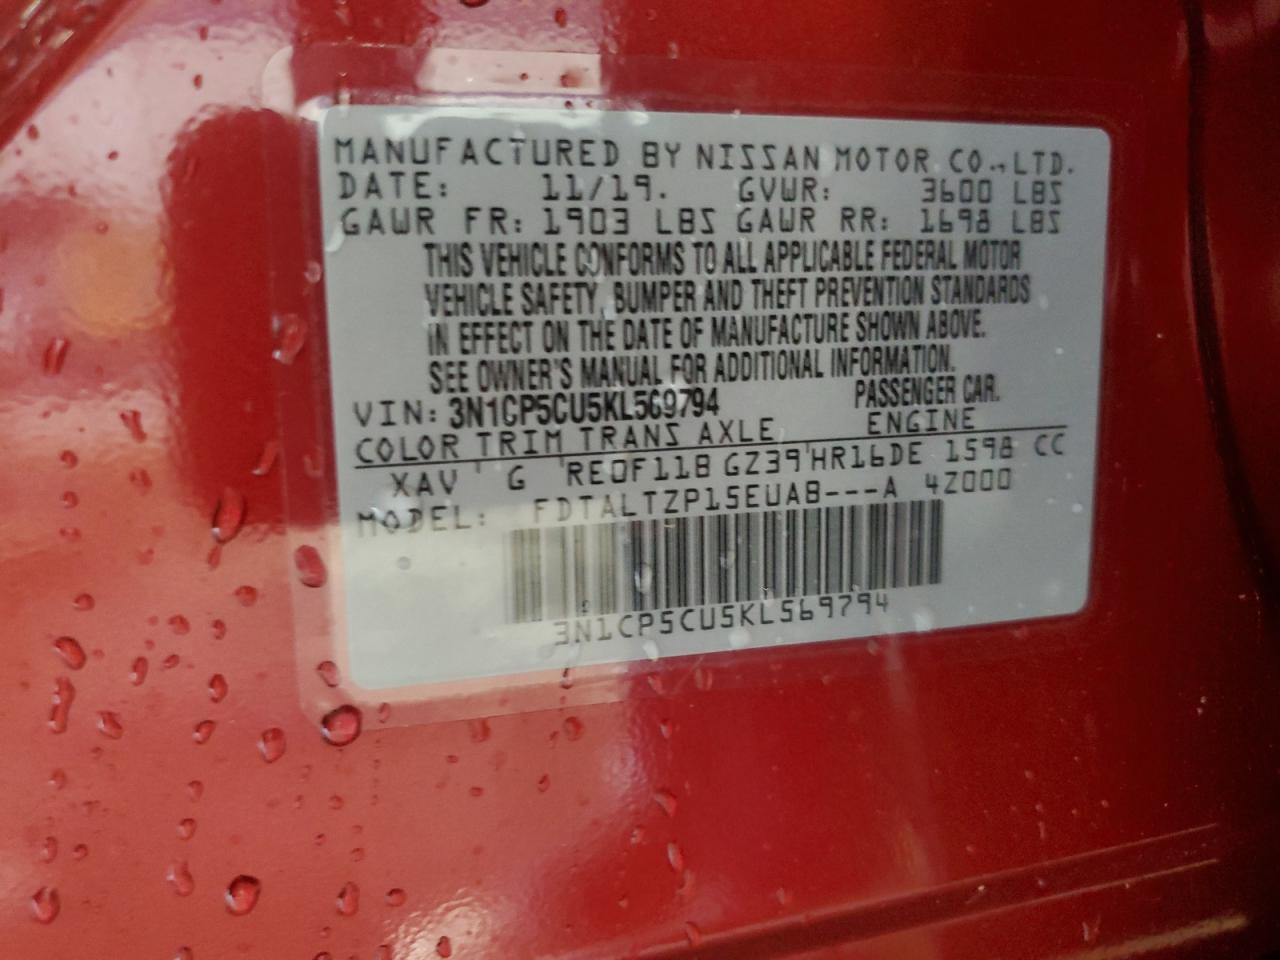 MANUFACTURED BY NISSAN MOTOR CO., LTD.
DATE: 11/19. GVWR: 3600 LBS
GAWR FR: 1903 LBS GAWR RR: 1698 LBS
THIS VEHICLE CONFORMS TO ALL APPLICABLE FEDERAL MOTOR
VEHICLE SAFETY, BUMPER AND THEFT PREVENTION STANDARDS
IN EFFECT ON THE DATE OF MANUFACTURE SHOWN ABOVE.
SEE OWNER'S MANUAL FOR ADDITIONAL INFORMATION.
VIN: 3N1CP5CU5KL569794 PASSENGER CAR.
COLOR TRIM TRANS AXLE ENGINE
XAV G RE0F11B GZ39 HR16DE 1598 CC
MODEL: FDTALTZP15EUAB---A 4Z000
3N1CP5CU5KL569794